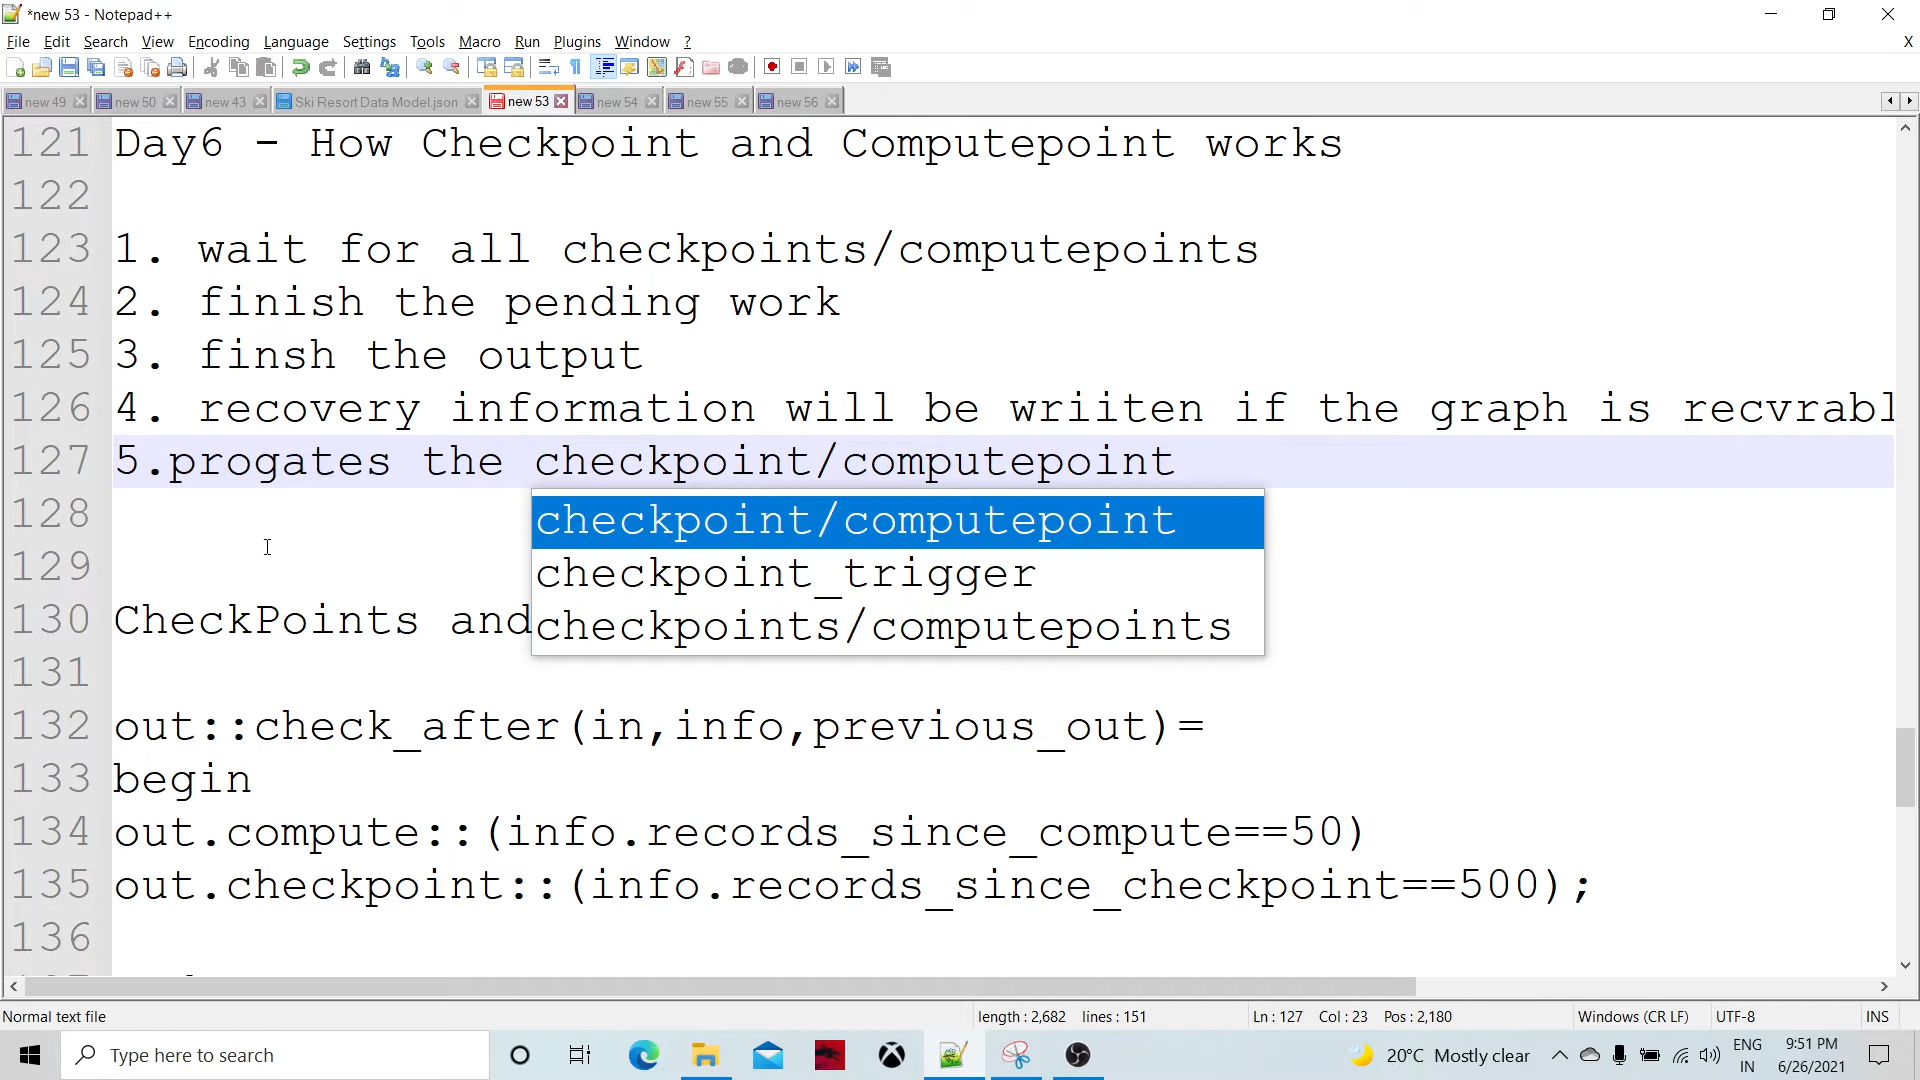 *new 53 - Notepad++
File Edit Search View Encoding Language Settings Tools Macro Run Plugins Window ? X
new 49 new 50 new 43 Ski Resort Data Model.json new 53 new 54 new 55 new 56
121 Day6 - How Checkpoint and Computepoint works
122
123 1. wait for all checkpoints/computepoints
124 2. finish the pending work
125 3. finsh the output
126 4. recovery information will be wriiten if the graph is recvrabl
127 5.progates the checkpoint/computepoint
128 checkpoint/computepoint
129 checkpoint_trigger
130 CheckPoints and checkpoints/computepoints
131
132 out::check_after(in,info,previous_out)=
133 begin
134 out.compute::(info.records_since_compute==50)
135 out.checkpoint::(info.records_since_checkpoint==500);
136
Normal text file length : 2,682 lines : 151 Ln : 127 Col : 23 Pos : 2,180 Windows (CR LF) UTF-8 INS
Type here to search 20°C Mostly clear ENG IN 9:51 PM 6/26/2021